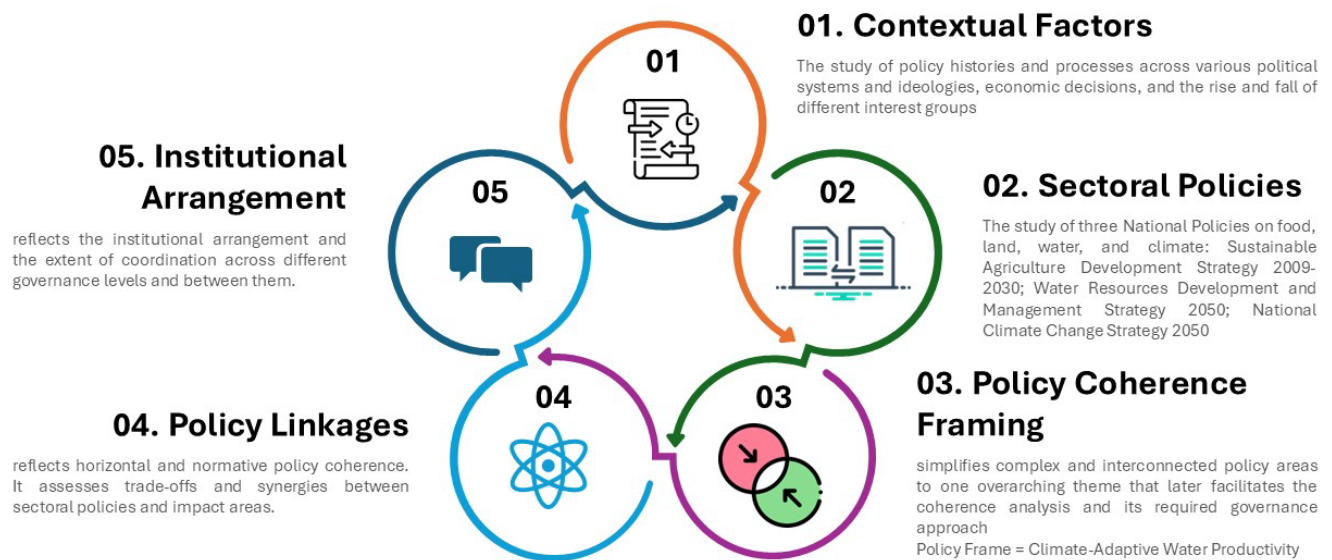 01
01. Contextual Factors
The study of policy histories and processes across various political
systems and ideologies, economic decisions, and the rise and fall of
different interest groups
02
02. Sectoral Policies
The study of three National Policies on food,
land, water, and climate: Sustainable
Agriculture Development Strategy 2009-
2030; Water Resources Development and
Management Strategy 2050; National
Climate Change Strategy 2050
03
03. Policy Coherence
Framing
simplifies complex and interconnected policy areas
to one overarching theme that later facilitates the
coherence analysis and its required governance
approach
Policy Frame = Climate-Adaptive Water Productivity
04
04. Policy Linkages
reflects horizontal and normative policy coherence.
It assesses trade-offs and synergies between
sectoral policies and impact areas.
05
05. Institutional
Arrangement
reflects the institutional arrangement and
the extent of coordination across different
governance levels and between them.